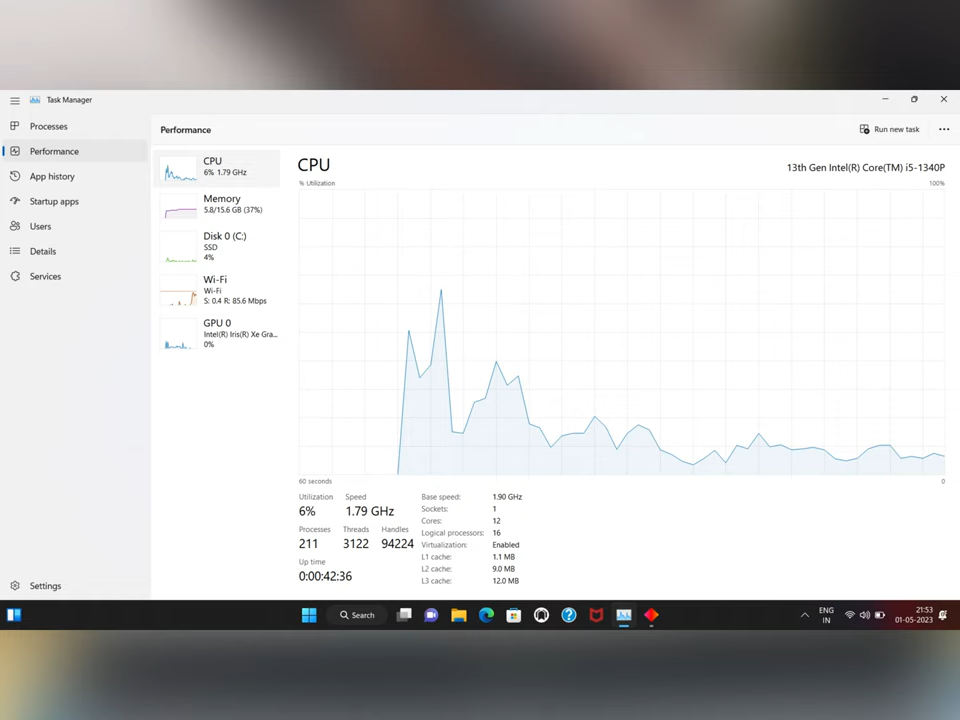 Task Manager
Processes
Performance
App history
Startup apps
Users
Details
Services
Settings
Performance
Run new task
CPU
6% 1.79 GHz
Memory
5.8/15.6 GB (37%)
Disk 0 (C:)
SSD
4%
Wi-Fi
Wi-Fi
S: 0.4 R: 85.6 Mbps
GPU 0
Intel(R) Iris(R) Xe Gra...
0%
CPU
13th Gen Intel(R) Core(TM) i5-1340P
% Utilization
100%
60 seconds
0
Utilization
6%
Speed
1.79 GHz
Processes
211
Threads
3122
Handles
94224
Up time
0:00:42:36
Base speed: 1.90 GHz
Sockets: 1
Cores: 12
Logical processors: 16
Virtualization: Enabled
L1 cache: 1.1 MB
L2 cache: 9.0 MB
L3 cache: 12.0 MB
Search
ENG
IN
21:53
01-05-2023